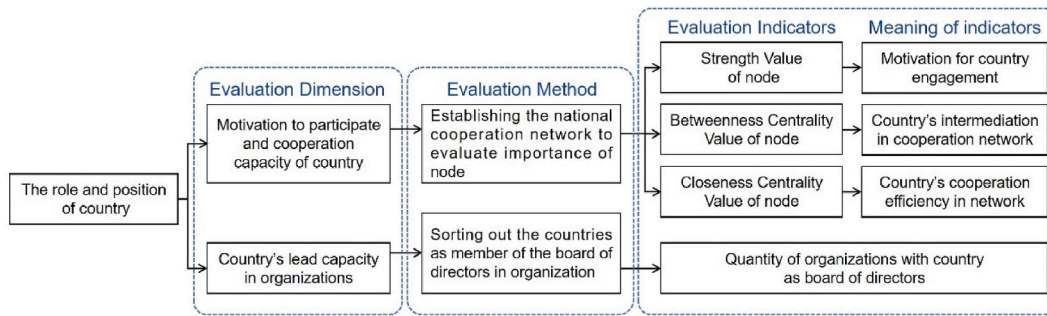 Evaluation Indicators
Meaning of indicators
Strength Value
of node
Motivation for country
engagement
Evaluation Dimension
Evaluation Method
Motivation to participate
and cooperation
capacity of country
Establishing the national
cooperation network to
evaluate importance of
node
Betweenness Centrality
Value of node
Country's intermediation
in cooperation network
The role and position
of country
Closeness Centrality
Value of node
Country's cooperation
efficiency in network
Country's lead capacity
in organizations
Sorting out the countries
as member of the board of
directors in organization
Quantity of organizations with country
as board of directors